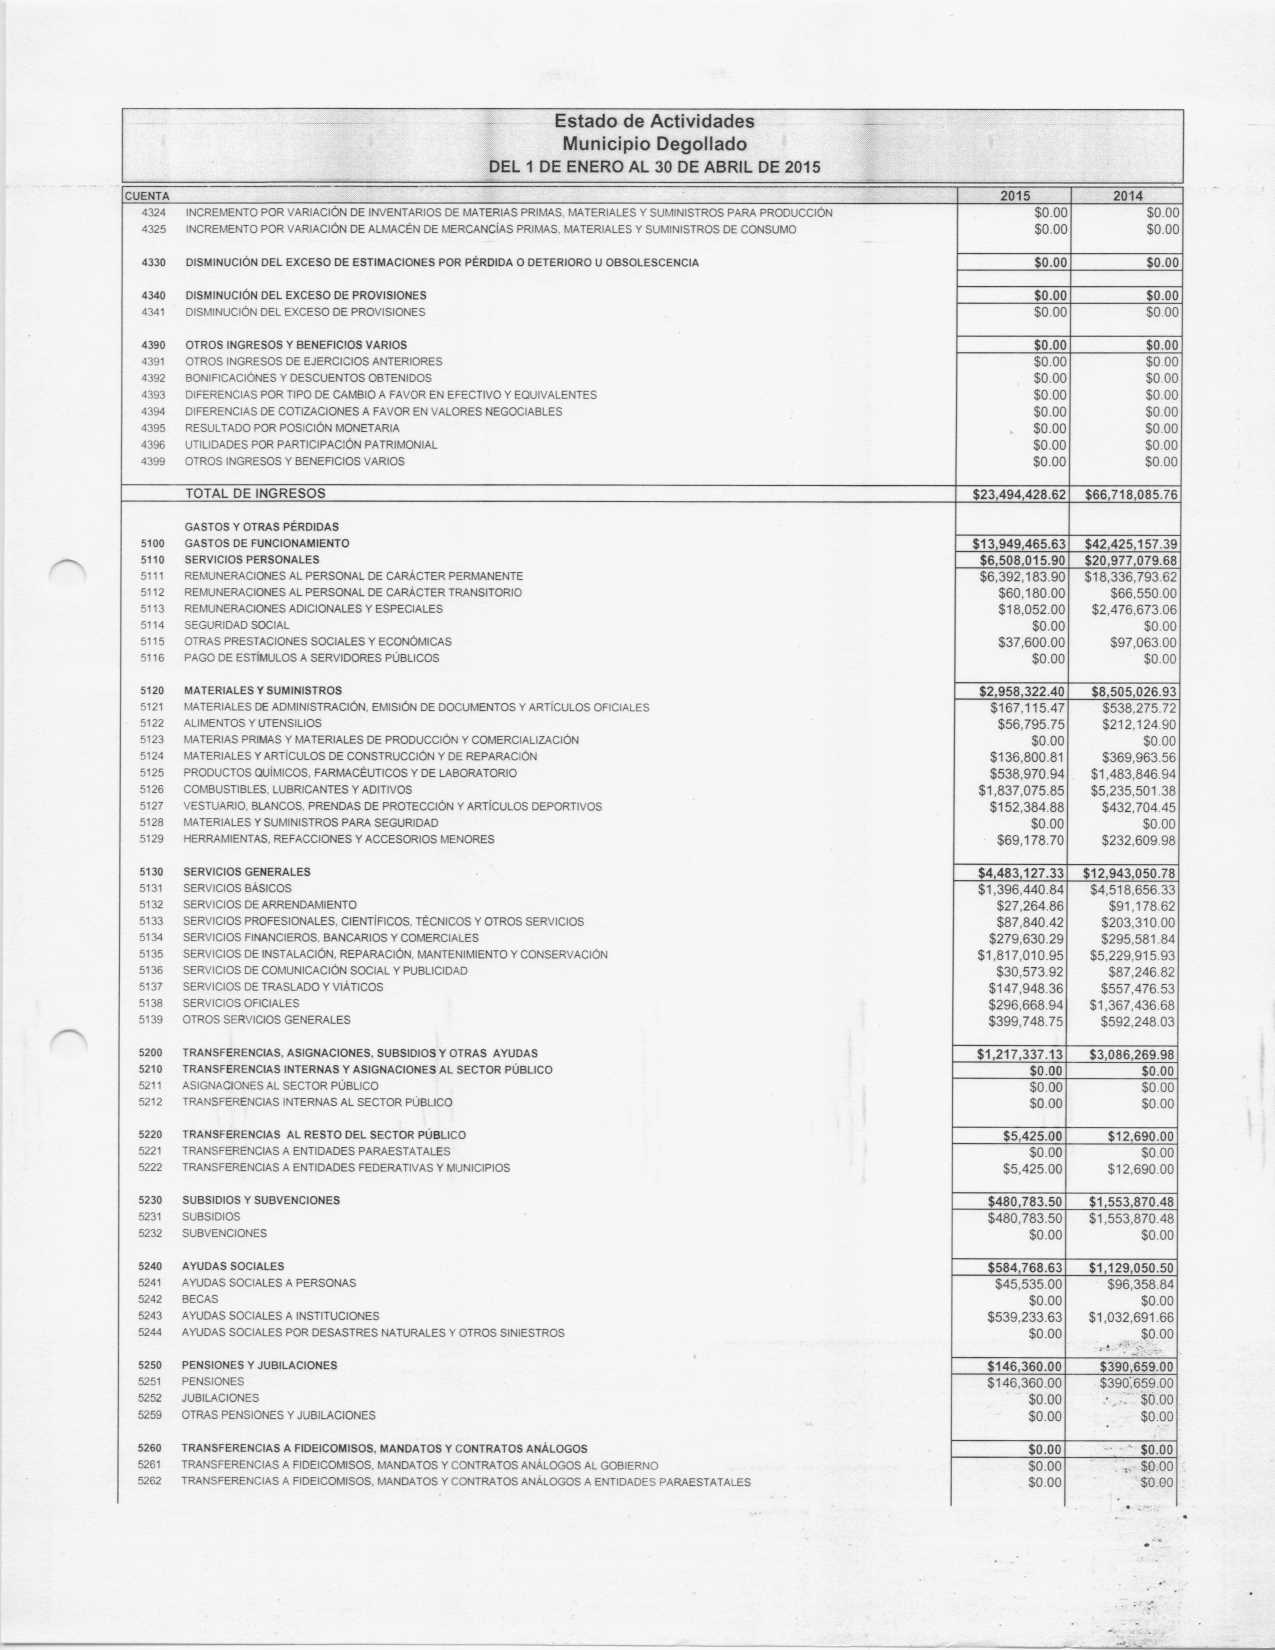 Estado de Actividades
Municipio Degollado
DEL 1 DE ENERO AL 30 DE ABRIL DE 2015
CUENTA 2015 2014
4324 INCREMENTO POR VARIACIÓN DE INVENTARIOS DE MATERIAS PRIMAS, MATERIALES Y SUMINISTROS PARA PRODUCCIÓN $0.00 $0.00
4325 INCREMENTO POR VARIACIÓN DE ALMACÉN DE MERCANCÍAS PRIMAS, MATERIALES Y SUMINISTROS DE CONSUMO $0.00 $0.00
4330 DISMINUCIÓN DEL EXCESO DE ESTIMACIONES POR PÉRDIDA O DETERIORO U OBSOLESCENCIA $0.00 $0.00
4340 DISMINUCIÓN DEL EXCESO DE PROVISIONES $0.00 $0.00
4341 DISMINUCIÓN DEL EXCESO DE PROVISIONES $0.00 $0.00
4390 OTROS INGRESOS Y BENEFICIOS VARIOS $0.00 $0.00
4391 OTROS INGRESOS DE EJERCICIOS ANTERIORES $0.00 $0.00
4392 BONIFICACIÓNES Y DESCUENTOS OBTENIDOS $0.00 $0.00
4393 DIFERENCIAS POR TIPO DE CAMBIO A FAVOR EN EFECTIVO Y EQUIVALENTES $0.00 $0.00
4394 DIFERENCIAS DE COTIZACIONES A FAVOR EN VALORES NEGOCIABLES $0.00 $0.00
4395 RESULTADO POR POSICIÓN MONETARIA $0.00 $0.00
4396 UTILIDADES POR PARTICIPACIÓN PATRIMONIAL $0.00 $0.00
4399 OTROS INGRESOS Y BENEFICIOS VARIOS $0.00 $0.00
TOTAL DE INGRESOS $23,494,428.62 $66,718,085.76
GASTOS Y OTRAS PÉRDIDAS
5100 GASTOS DE FUNCIONAMIENTO $13,949,465.63 $42,425,157.39
5110 SERVICIOS PERSONALES $6,508,015.90 $20,977,079.68
5111 REMUNERACIONES AL PERSONAL DE CARÁCTER PERMANENTE $6,392,183.90 $18,336,793.62
5112 REMUNERACIONES AL PERSONAL DE CARÁCTER TRANSITORIO $60,180.00 $66,550.00
5113 REMUNERACIONES ADICIONALES Y ESPECIALES $18,052.00 $2,476,673.06
5114 SEGURIDAD SOCIAL $0.00 $0.00
5115 OTRAS PRESTACIONES SOCIALES Y ECONÓMICAS $37,600.00 $97,063.00
5116 PAGO DE ESTÍMULOS A SERVIDORES PÚBLICOS $0.00 $0.00
5120 MATERIALES Y SUMINISTROS $2,958,322.40 $8,505,026.93
5121 MATERIALES DE ADMINISTRACIÓN, EMISIÓN DE DOCUMENTOS Y ARTÍCULOS OFICIALES $167,115.47 $538,275.72
5122 ALIMENTOS Y UTENSILIOS $56,795.75 $212,124.90
5123 MATERIAS PRIMAS Y MATERIALES DE PRODUCCIÓN Y COMERCIALIZACIÓN $0.00 $0.00
5124 MATERIALES Y ARTÍCULOS DE CONSTRUCCIÓN Y DE REPARACIÓN $136,800.81 $369,963.56
5125 PRODUCTOS QUÍMICOS, FARMACÉUTICOS Y DE LABORATORIO $538,970.94 $1,483,846.94
5126 COMBUSTIBLES, LUBRICANTES Y ADITIVOS $1,837,075.85 $5,235,501.38
5127 VESTUARIO, BLANCOS, PRENDAS DE PROTECCIÓN Y ARTÍCULOS DEPORTIVOS $152,384.88 $432,704.45
5128 MATERIALES Y SUMINISTROS PARA SEGURIDAD $0.00 $0.00
5129 HERRAMIENTAS, REFACCIONES Y ACCESORIOS MENORES $69,178.70 $232,609.98
5130 SERVICIOS GENERALES $4,483,127.33 $12,943,050.78
5131 SERVICIOS BÁSICOS $1,396,440.84 $4,518,656.33
5132 SERVICIOS DE ARRENDAMIENTO $27,264.86 $91,178.62
5133 SERVICIOS PROFESIONALES, CIENTÍFICOS, TÉCNICOS Y OTROS SERVICIOS $87,840.42 $203,310.00
5134 SERVICIOS FINANCIEROS, BANCARIOS Y COMERCIALES $279,630.29 $295,581.84
5135 SERVICIOS DE INSTALACIÓN, REPARACIÓN, MANTENIMIENTO Y CONSERVACIÓN $1,817,010.95 $5,229,915.93
5136 SERVICIOS DE COMUNICACIÓN SOCIAL Y PUBLICIDAD $30,573.92 $87,246.82
5137 SERVICIOS DE TRASLADO Y VIÁTICOS $147,948.36 $557,476.53
5138 SERVICIOS OFICIALES $296,668.94 $1,367,436.68
5139 OTROS SERVICIOS GENERALES $399,748.75 $592,248.03
5200 TRANSFERENCIAS, ASIGNACIONES, SUBSIDIOS Y OTRAS AYUDAS $1,217,337.13 $3,086,269.98
5210 TRANSFERENCIAS INTERNAS Y ASIGNACIONES AL SECTOR PÚBLICO $0.00 $0.00
5211 ASIGNACIONES AL SECTOR PÚBLICO $0.00 $0.00
5212 TRANSFERENCIAS INTERNAS AL SECTOR PÚBLICO $0.00 $0.00
5220 TRANSFERENCIAS AL RESTO DEL SECTOR PÚBLICO $5,425.00 $12,690.00
5221 TRANSFERENCIAS A ENTIDADES PARAESTATALES $0.00 $0.00
5222 TRANSFERENCIAS A ENTIDADES FEDERATIVAS Y MUNICIPIOS $5,425.00 $12,690.00
5230 SUBSIDIOS Y SUBVENCIONES $480,783.50 $1,553,870.48
5231 SUBSIDIOS $480,783.50 $1,553,870.48
5232 SUBVENCIONES $0.00 $0.00
5240 AYUDAS SOCIALES $584,768.63 $1,129,050.50
5241 AYUDAS SOCIALES A PERSONAS $45,535.00 $96,358.84
5242 BECAS $0.00 $0.00
5243 AYUDAS SOCIALES A INSTITUCIONES $539,233.63 $1,032,691.66
5244 AYUDAS SOCIALES POR DESASTRES NATURALES Y OTROS SINIESTROS $0.00 $0.00
5250 PENSIONES Y JUBILACIONES $146,360.00 $390,659.00
5251 PENSIONES $146,360.00 $390,659.00
5252 JUBILACIONES $0.00 $0.00
5259 OTRAS PENSIONES Y JUBILACIONES $0.00 $0.00
5260 TRANSFERENCIAS A FIDEICOMISOS, MANDATOS Y CONTRATOS ANÁLOGOS $0.00 $0.00
5261 TRANSFERENCIAS A FIDEICOMISOS, MANDATOS Y CONTRATOS ANÁLOGOS AL GOBIERNO $0.00 $0.00
5262 TRANSFERENCIAS A FIDEICOMISOS, MANDATOS Y CONTRATOS ANÁLOGOS A ENTIDADES PARAESTATALES $0.00 $0.00